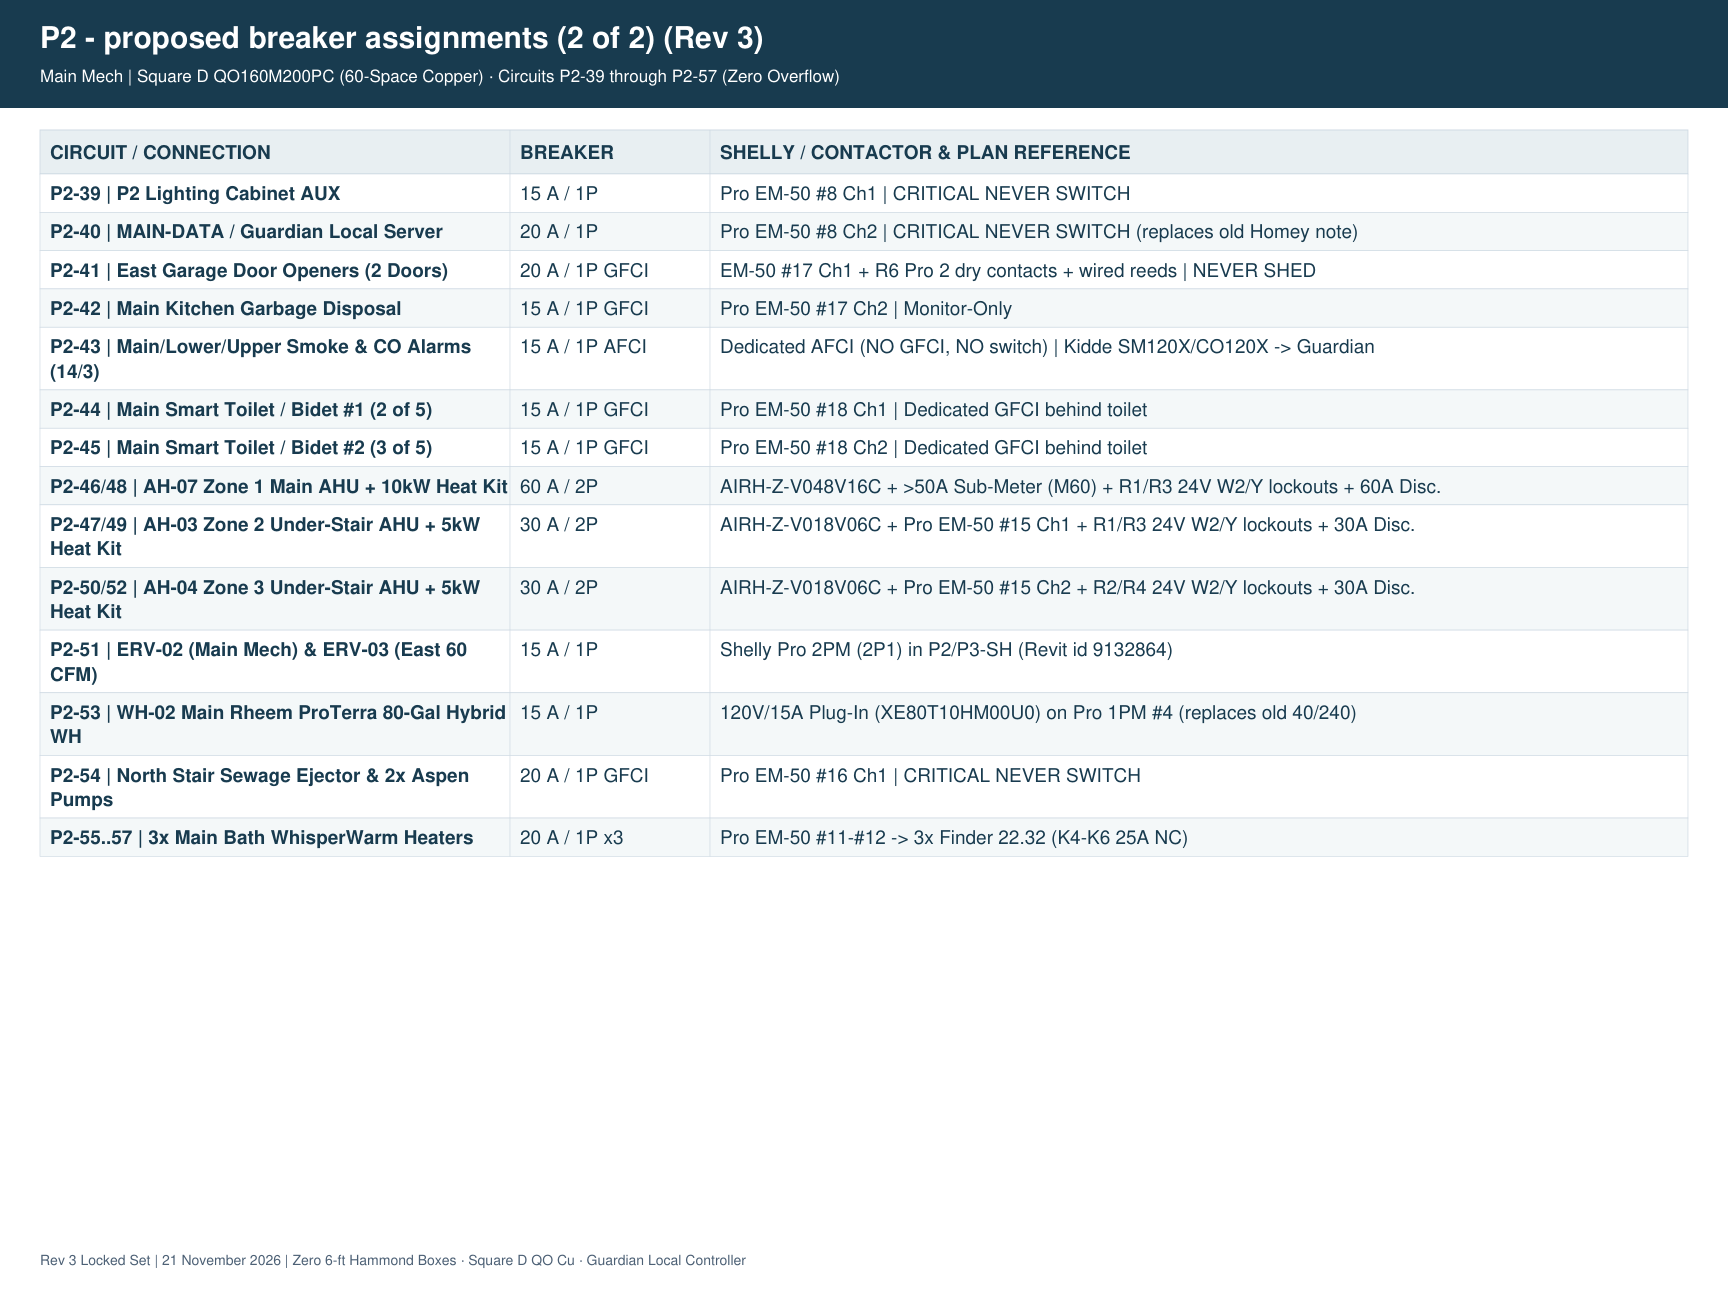 P2 - proposed breaker assignments (2 of 2) (Rev 3)
Main Mech | Square D QO160M200PC (60-Space Copper) · Circuits P2-39 through P2-57 (Zero Overflow)
CIRCUIT / CONNECTION BREAKER SHELLY / CONTACTOR & PLAN REFERENCE
P2-39 | P2 Lighting Cabinet AUX 15 A / 1P Pro EM-50 #8 Ch1 | CRITICAL NEVER SWITCH
P2-40 | MAIN-DATA / Guardian Local Server 20 A / 1P Pro EM-50 #8 Ch2 | CRITICAL NEVER SWITCH (replaces old Homey note)
P2-41 | East Garage Door Openers (2 Doors) 20 A / 1P GFCI EM-50 #17 Ch1 + R6 Pro 2 dry contacts + wired reeds | NEVER SHED
P2-42 | Main Kitchen Garbage Disposal 15 A / 1P GFCI Pro EM-50 #17 Ch2 | Monitor-Only
P2-43 | Main/Lower/Upper Smoke & CO Alarms 15 A / 1P AFCI Dedicated AFCI (NO GFCI, NO switch) | Kidde SM120X/CO120X -> Guardian
(14/3)
P2-44 | Main Smart Toilet / Bidet #1 (2 of 5) 15 A / 1P GFCI Pro EM-50 #18 Ch1 | Dedicated GFCI behind toilet
P2-45 | Main Smart Toilet / Bidet #2 (3 of 5) 15 A / 1P GFCI Pro EM-50 #18 Ch2 | Dedicated GFCI behind toilet
P2-46/48 | AH-07 Zone 1 Main AHU + 10kW Heat Kit 60 A / 2P AIRH-Z-V048V16C + >50A Sub-Meter (M60) + R1/R3 24V W2/Y lockouts + 60A Disc.
P2-47/49 | AH-03 Zone 2 Under-Stair AHU + 5kW 30 A / 2P AIRH-Z-V018V06C + Pro EM-50 #15 Ch1 + R1/R3 24V W2/Y lockouts + 30A Disc.
Heat Kit
P2-50/52 | AH-04 Zone 3 Under-Stair AHU + 5kW 30 A / 2P AIRH-Z-V018V06C + Pro EM-50 #15 Ch2 + R2/R4 24V W2/Y lockouts + 30A Disc.
Heat Kit
P2-51 | ERV-02 (Main Mech) & ERV-03 (East 60 15 A / 1P Shelly Pro 2PM (2P1) in P2/P3-SH (Revit id 9132864)
CFM)
P2-53 | WH-02 Main Rheem ProTerra 80-Gal Hybrid 15 A / 1P 120V/15A Plug-In (XE80T10HM00U0) on Pro 1PM #4 (replaces old 40/240)
WH
P2-54 | North Stair Sewage Ejector & 2x Aspen 20 A / 1P GFCI Pro EM-50 #16 Ch1 | CRITICAL NEVER SWITCH
Pumps
P2-55..57 | 3x Main Bath WhisperWarm Heaters 20 A / 1P x3 Pro EM-50 #11-#12 -> 3x Finder 22.32 (K4-K6 25A NC)
Rev 3 Locked Set | 21 November 2026 | Zero 6-ft Hammond Boxes · Square D QO Cu · Guardian Local Controller